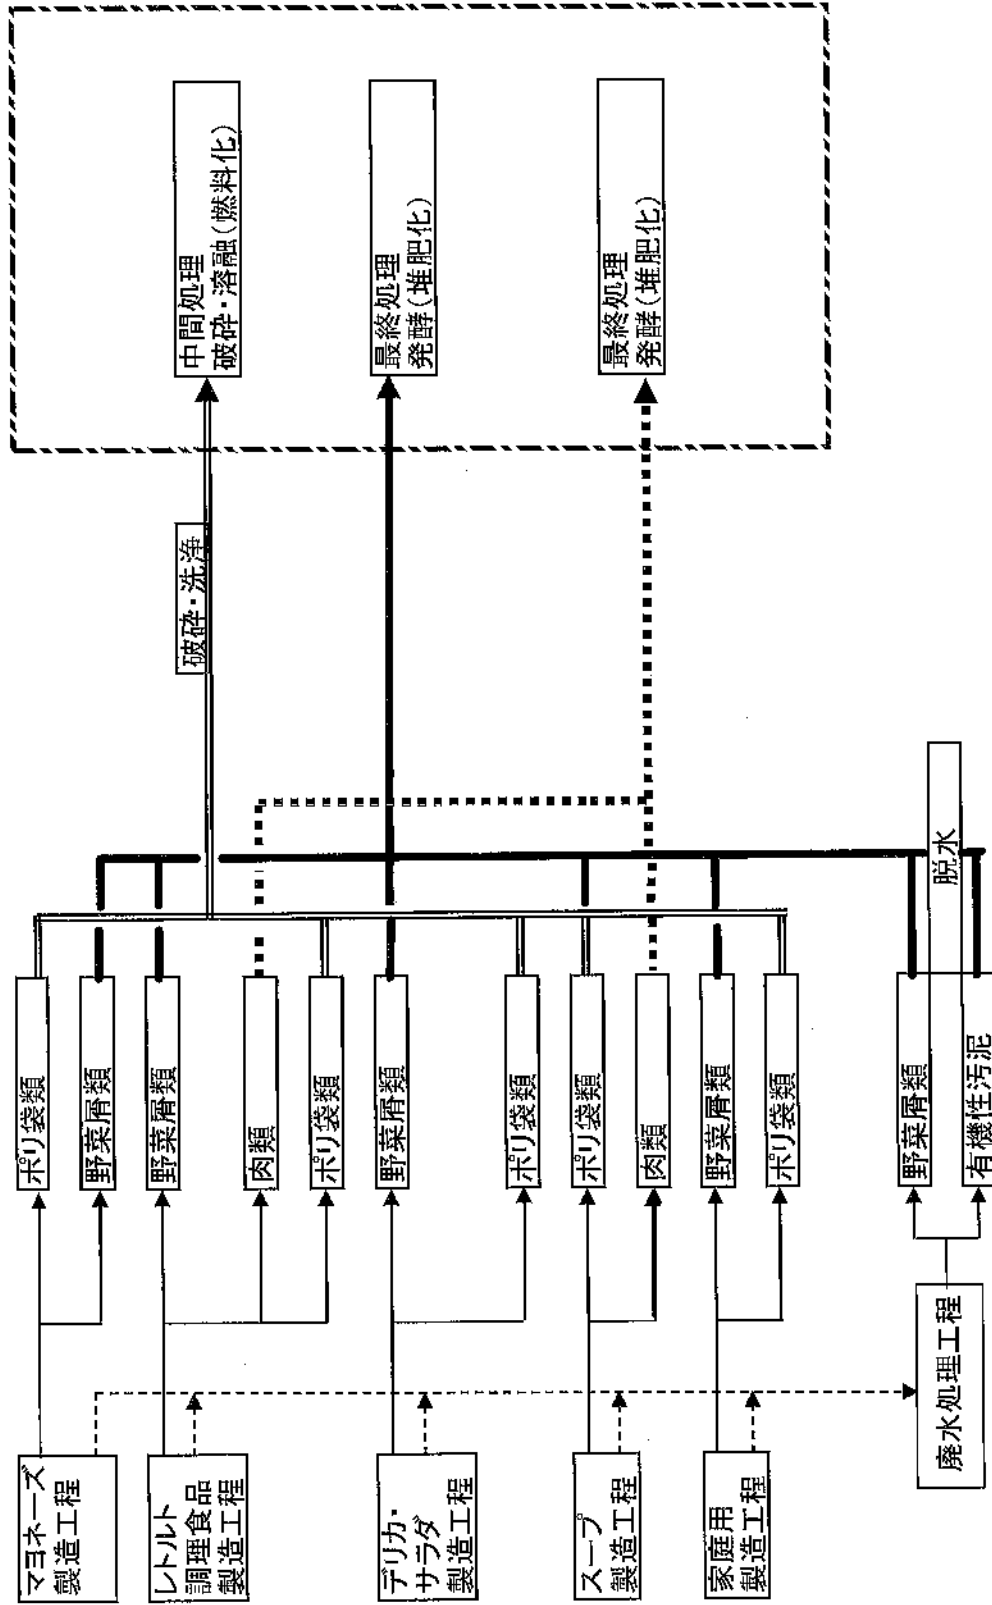 マヨネーズ
製造工程
レトルト
調理食品
製造工程
デリカ・
サラダ
製造工程
スープ
製造工程
家庭用
製造工程
廃水処理工程
ポリ袋類
野菜屑類
野菜屑類
肉類
ポリ袋類
野菜屑類
ポリ袋類
ポリ袋類
肉類
野菜屑類
ポリ袋類
野菜屑類
有機性汚泥
脱水
破砕・洗浄
中間処理
破砕・溶融(燃料化)
最終処理
発酵(堆肥化)
最終処理
発酵(堆肥化)